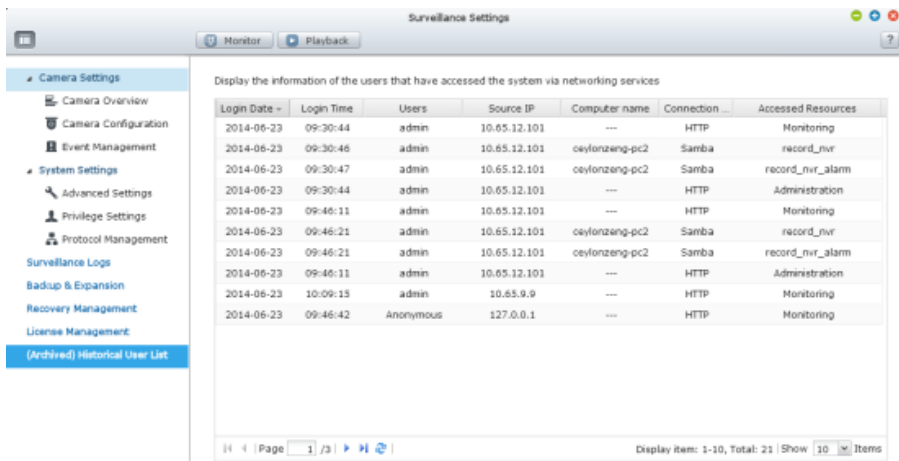 Surveillance Settings
Monitor Playback ?
Camera Settings
Camera Overview
Camera Configuration
Event Management
System Settings
Advanced Settings
Privilege Settings
Protocol Management
Surveillance Logs
Backup & Expansion
Recovery Management
License Management
(Archived) Historical User List
Display the information of the users that have accessed the system via networking services
Login Date Login Time Users Source IP Computer name Connection ... Accessed Resources
2014-06-23 09:30:44 admin 10.65.12.101 --- HTTP Monitoring
2014-06-23 09:30:46 admin 10.65.12.101 ceylonzeng-pc2 Samba record_nvr
2014-06-23 09:30:47 admin 10.65.12.101 ceylonzeng-pc2 Samba record_nvr_alarm
2014-06-23 09:30:44 admin 10.65.12.101 --- HTTP Administration
2014-06-23 09:46:11 admin 10.65.12.101 --- HTTP Monitoring
2014-06-23 09:46:21 admin 10.65.12.101 ceylonzeng-pc2 Samba record_nvr
2014-06-23 09:46:21 admin 10.65.12.101 ceylonzeng-pc2 Samba record_nvr_alarm
2014-06-23 09:46:11 admin 10.65.12.101 --- HTTP Administration
2014-06-23 10:09:15 admin 10.65.9.9 --- HTTP Monitoring
2014-06-23 09:46:42 Anonymous 127.0.0.1 --- HTTP Monitoring
Page 1 /3 Display item: 1-10, Total: 21 Show 10 Items